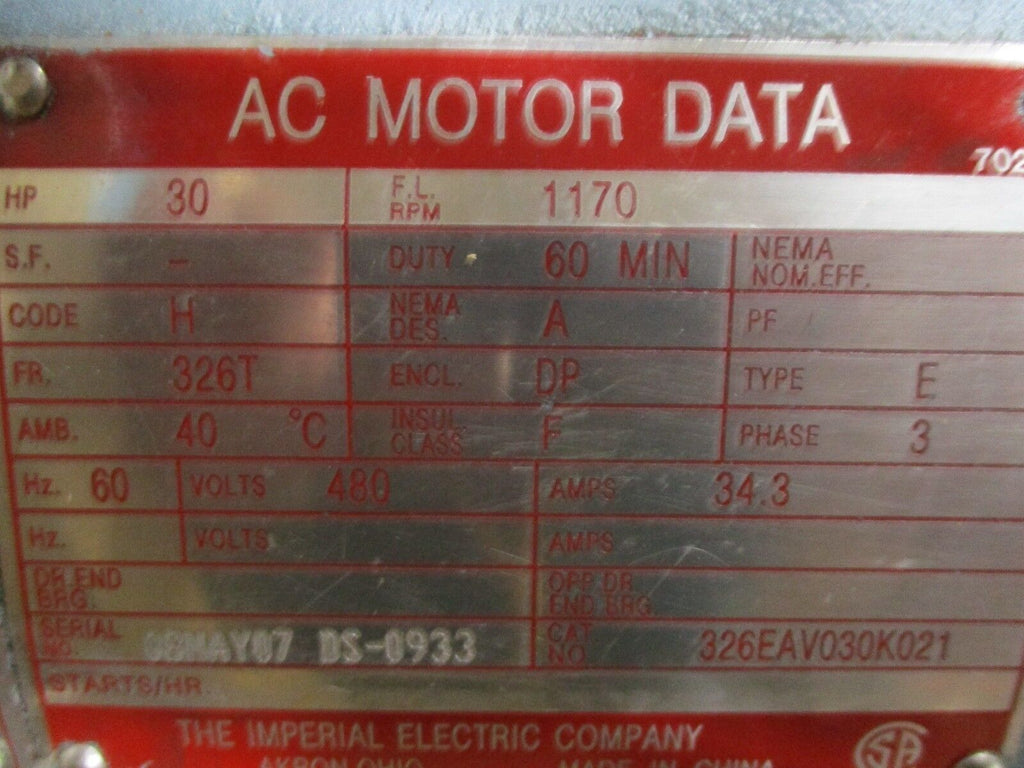 AC MOTOR DATA
702
HP 30 F.L. RPM 1170
S.F. - DUTY 60 MIN NEMA NOM.EFF.
CODE H NEMA DES. A PF
FR. 326T ENCL. DP TYPE E
AMB. 40 °C INSUL. CLASS F PHASE 3
Hz. 60 VOLTS 480 AMPS 34.3
Hz. VOLTS AMPS
DR.END BRG. OPP.DR. END BRG.
SERIAL NO. 08MAY07 DS-0933 CAT. NO. 326EAV030K021
STARTS/HR.
THE IMPERIAL ELECTRIC COMPANY
AKRON, OHIO MADE IN CHINA
SA